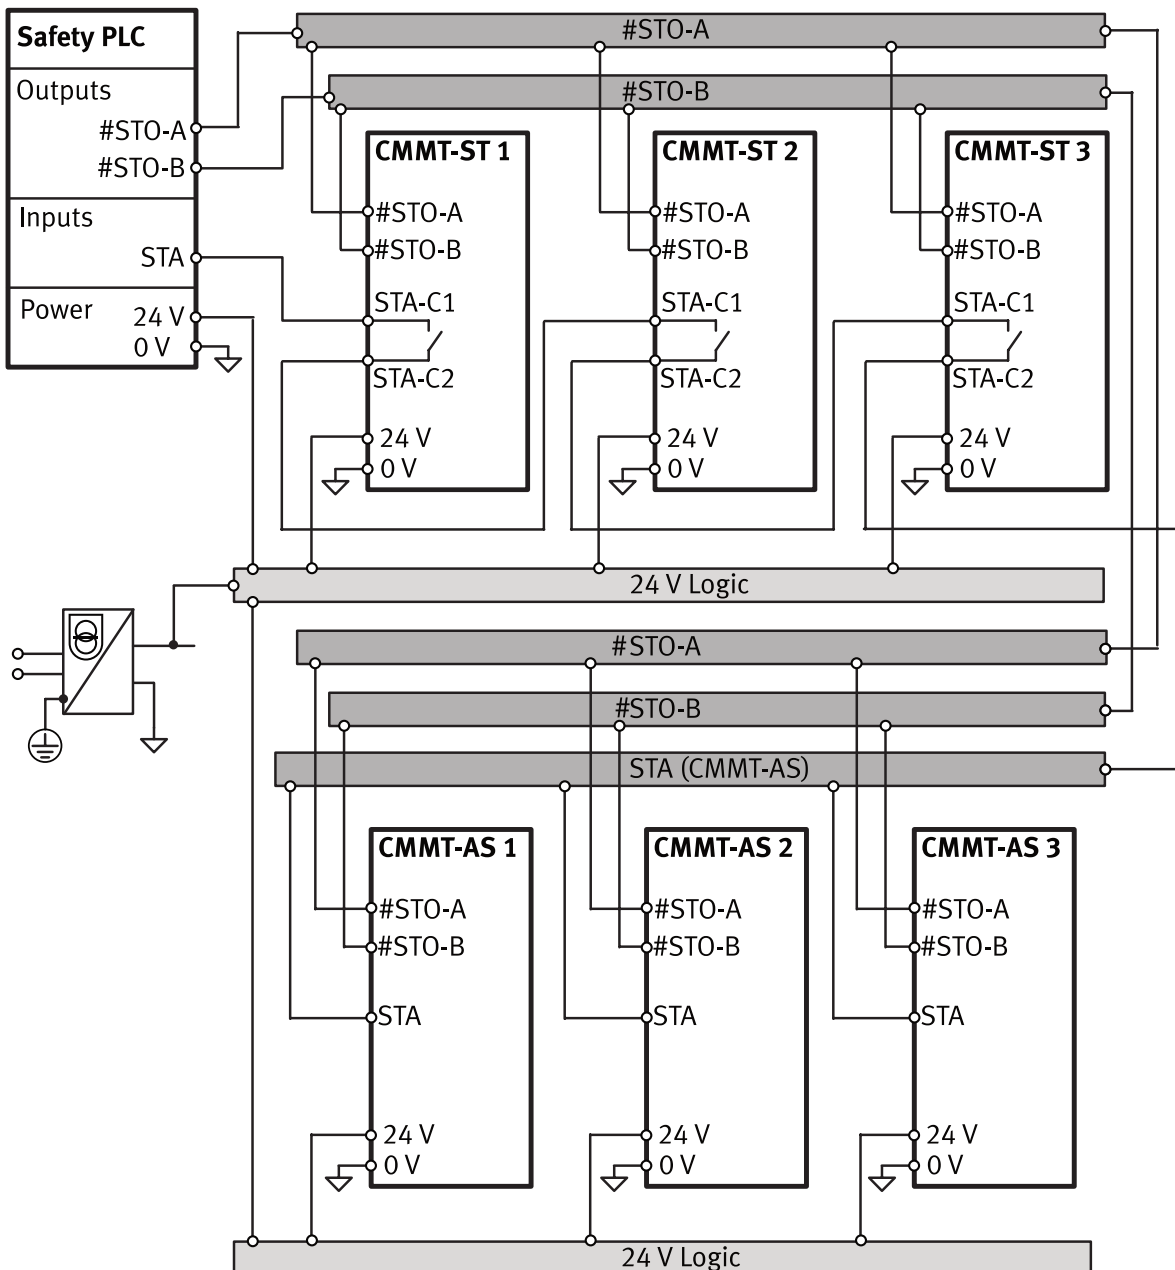 Safety PLC
Outputs
#STO-A
#STO-B
Inputs
STA
Power
24 V
0 V
#STO-A
#STO-B
CMMT-ST 1
#STO-A
#STO-B
STA-C1
STA-C2
24 V
0 V
CMMT-ST 2
#STO-A
#STO-B
STA-C1
STA-C2
24 V
0 V
CMMT-ST 3
#STO-A
#STO-B
STA-C1
STA-C2
24 V
0 V
24 V Logic
#STO-A
#STO-B
STA (CMMT-AS)
CMMT-AS 1
#STO-A
#STO-B
STA
24 V
0 V
CMMT-AS 2
#STO-A
#STO-B
STA
24 V
0 V
CMMT-AS 3
#STO-A
#STO-B
STA
24 V
0 V
24 V Logic